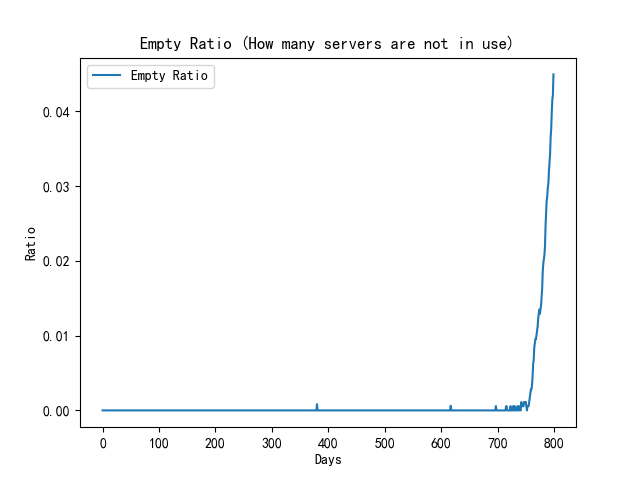 Empty Ratio (How many servers are not in use)
Empty Ratio
0.04
0.03
0.02
0.01
0.00
Ratio
0 100 200 300 400 500 600 700 800
Days